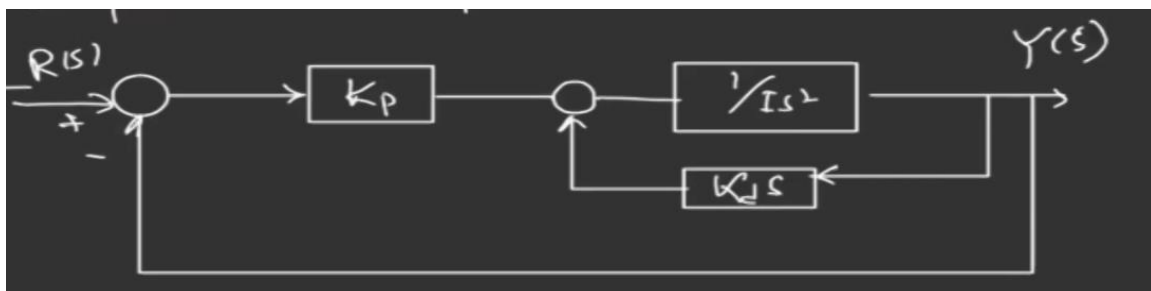 R(s)
Y(s)
+
-
Kp
1/Is²
Kd s